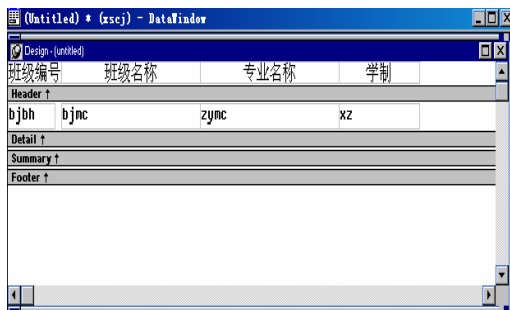 (Untitled) * (xscj) - DataWindow
Design - (untitled)
班级编号 班级名称 专业名称 学制
Header ↑
bjbh bjmc zymc xz
Detail ↑
Summary ↑
Footer ↑